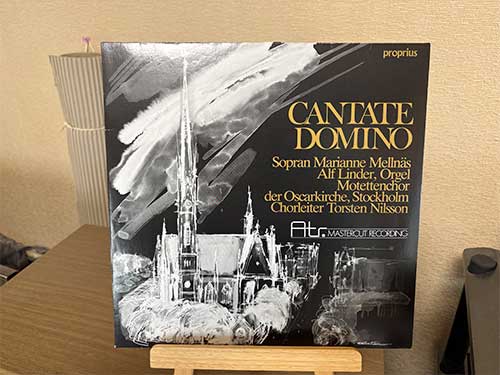 proprius
CANTATE
DOMINO
Sopran Marianne Mellnäs
Alf Linder, Orgel
Motettenchor
der Oscarkirche, Stockholm
Chorleiter Torsten Nilsson
Atr. MASTERCUT RECORDING